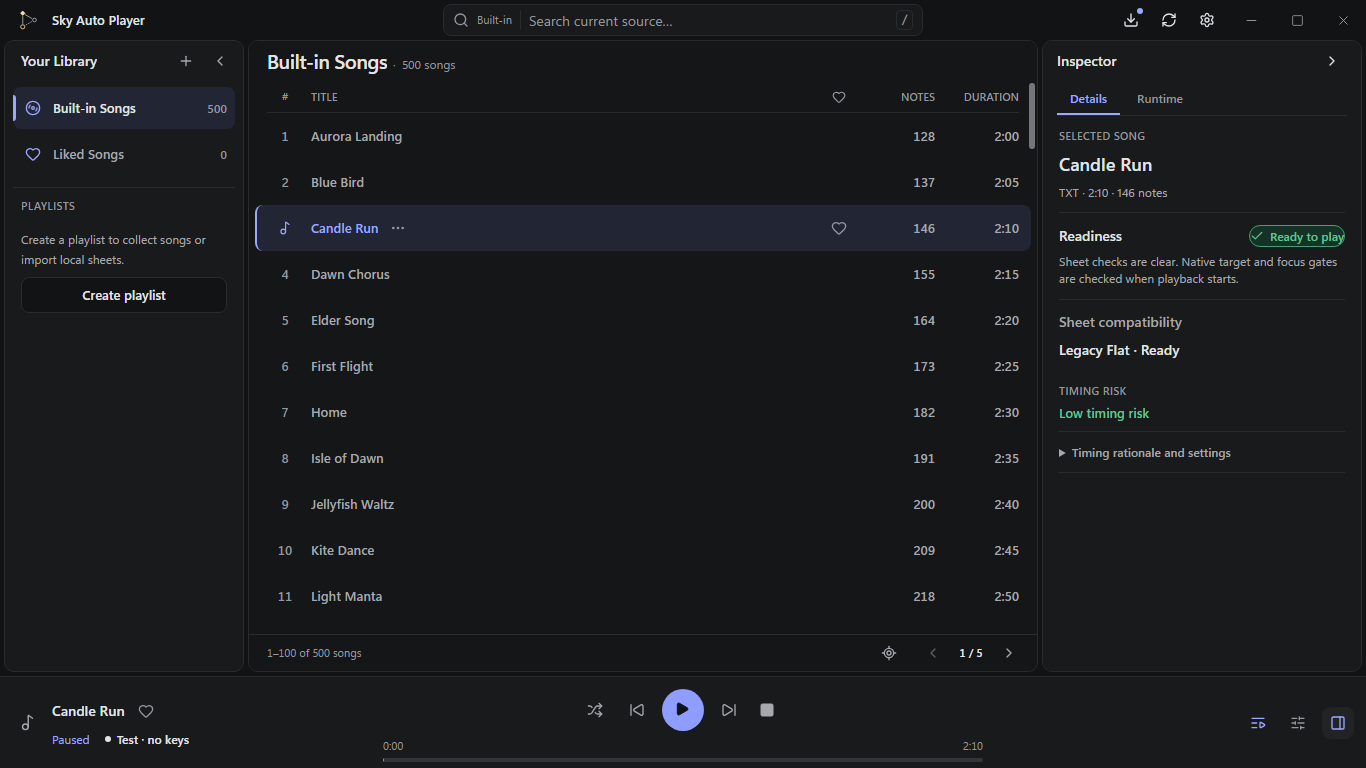 Sky Auto Player
Built-in Search current source... /
Your Library
Built-in Songs 500
Liked Songs 0
PLAYLISTS
Create a playlist to collect songs or
import local sheets.
Create playlist
Built-in Songs · 500 songs
# TITLE NOTES DURATION
1 Aurora Landing 128 2:00
2 Blue Bird 137 2:05
Candle Run ··· 146 2:10
4 Dawn Chorus 155 2:15
5 Elder Song 164 2:20
6 First Flight 173 2:25
7 Home 182 2:30
8 Isle of Dawn 191 2:35
9 Jellyfish Waltz 200 2:40
10 Kite Dance 209 2:45
11 Light Manta 218 2:50
1–100 of 500 songs 1 / 5
Inspector
Details Runtime
SELECTED SONG
Candle Run
TXT · 2:10 · 146 notes
Readiness Ready to play
Sheet checks are clear. Native target and focus gates
are checked when playback starts.
Sheet compatibility
Legacy Flat · Ready
TIMING RISK
Low timing risk
Timing rationale and settings
Candle Run
Paused Test · no keys
0:00 2:10